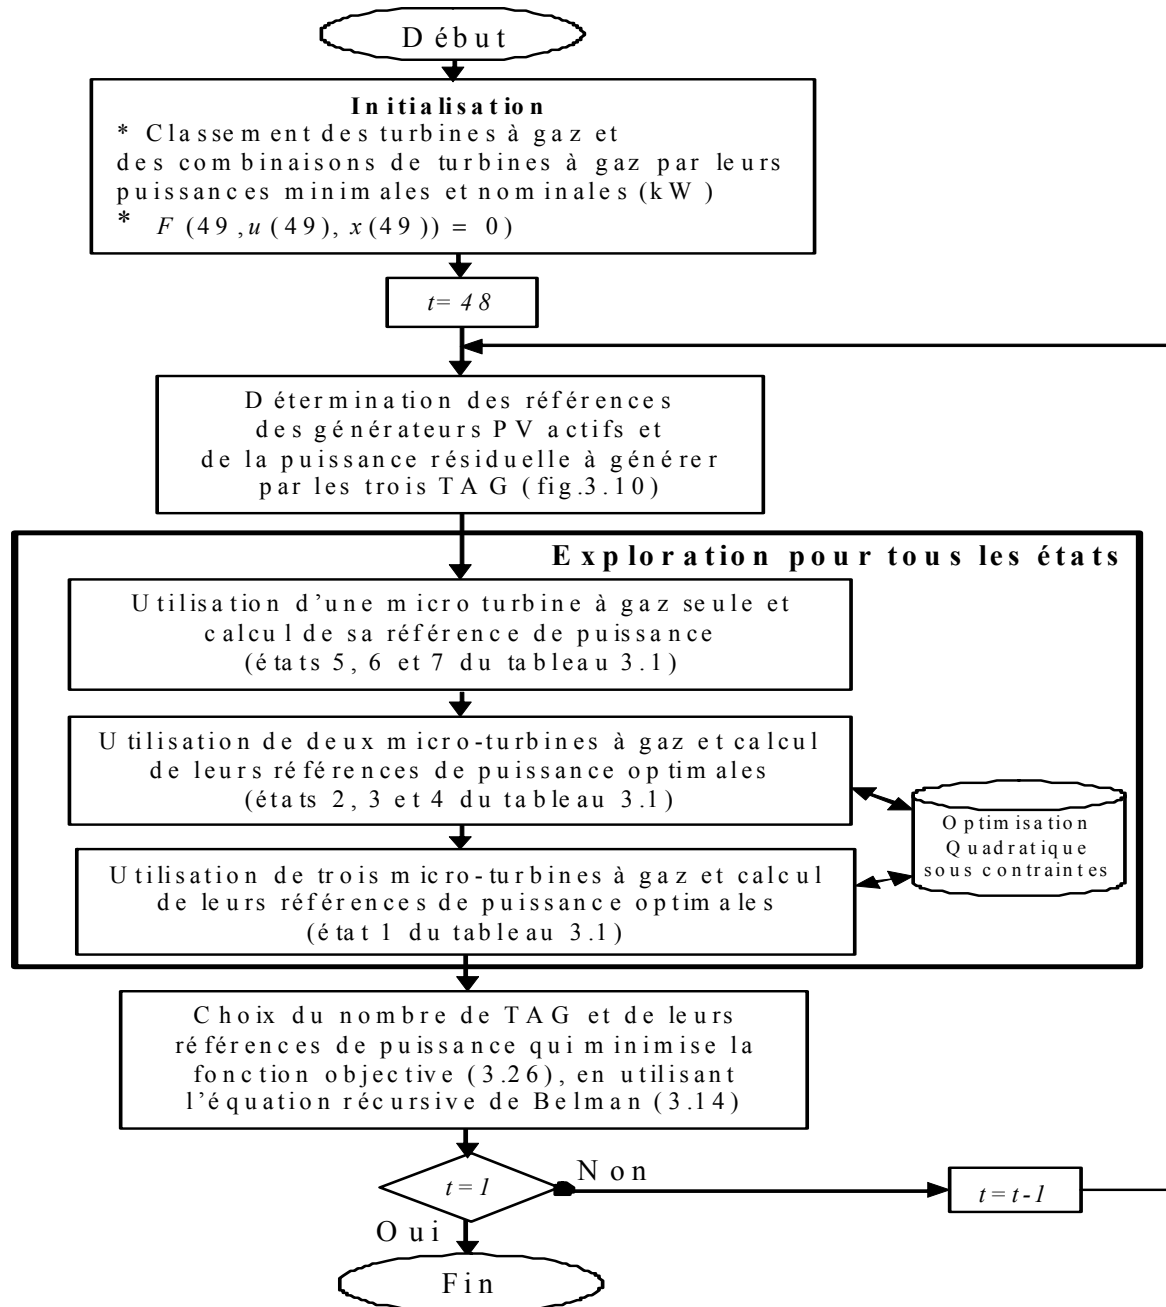 Début
Initialisation
* Classement des turbines à gaz et
des combinaisons de turbines à gaz par leurs
puissances minimales et nominales (kW )
* F (49 ,u (49), x (49)) = 0)
t= 48
Détermination des références
des générateurs PV actifs et
de la puissance résiduelle à générer
par les trois TAG (fig.3.10)
Exploration pour tous les états
Utilisation d'une micro turbine à gaz seule et
calcul de sa référence de puissance
(états 5, 6 et 7 du tableau 3.1)
Utilisation de deux micro-turbines à gaz et calcul
de leurs références de puissance optimales
(états 2, 3 et 4 du tableau 3.1)
Optimisation
Quadratique
sous contraintes
Utilisation de trois micro-turbines à gaz et calcul
de leurs références de puissance optimales
(état 1 du tableau 3.1)
Choix du nombre de TAG et de leurs
références de puissance qui minimise la
fonction objective (3.26), en utilisant
l'équation récursive de Belman (3.14)
t=1
Non
t=t-1
Oui
Fin